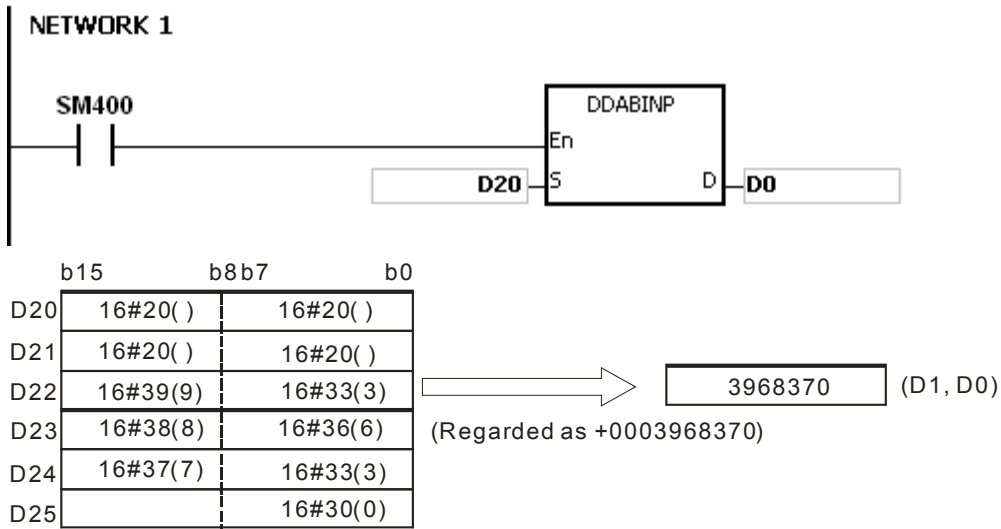 NETWORK 1
SM400
DDABINP
En
D20 S D D0
b15 b8 b7 b0
D20 16#20( ) 16#20( )
D21 16#20( ) 16#20( )
D22 16#39(9) 16#33(3) 3968370 (D1, D0)
D23 16#38(8) 16#36(6) (Regarded as +0003968370)
D24 16#37(7) 16#33(3)
D25 16#30(0)